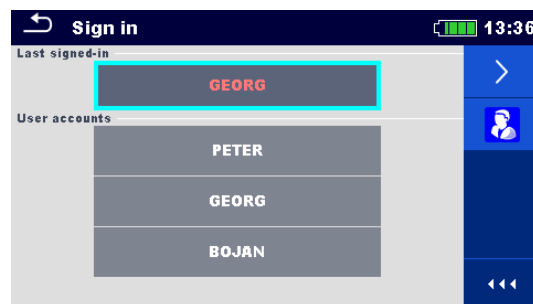 Sign in 13:36
Last signed-in
GEORG
User accounts
PETER
GEORG
BOJAN